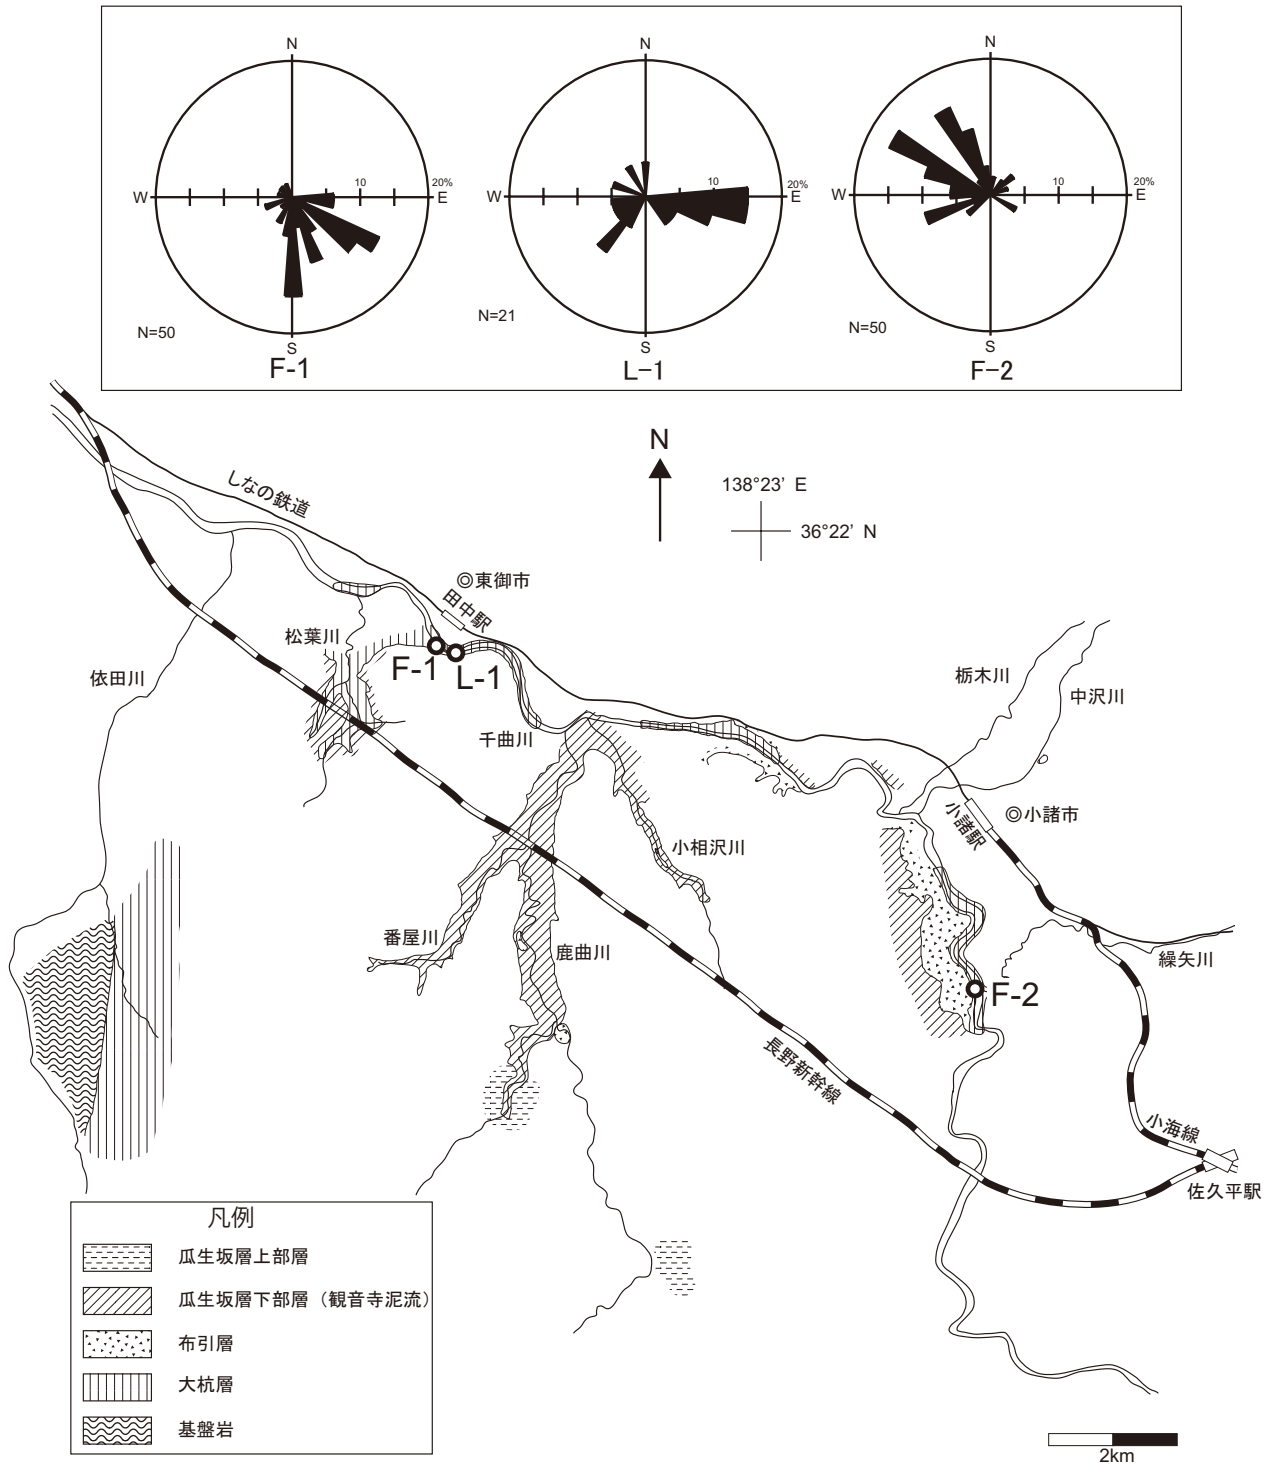 N
N
N
W
10
20%
E
W
10
20%
E
W
10
20%
E
N=50
N=21
N=50
S
S
S
F-1
L-1
F-2
N
138°23' E
36°22' N
しなの鉄道
東御市
田中駅
松葉川
依田川
F-1
L-1
千曲川
栃木川
中沢川
小諸市
小諸駅
小相沢川
番屋川
鹿曲川
繰矢川
F-2
長野新幹線
小海線
佐久平駅
凡例
瓜生坂層上部層
瓜生坂層下部層(観音寺泥流)
布引層
大杭層
基盤岩
2km